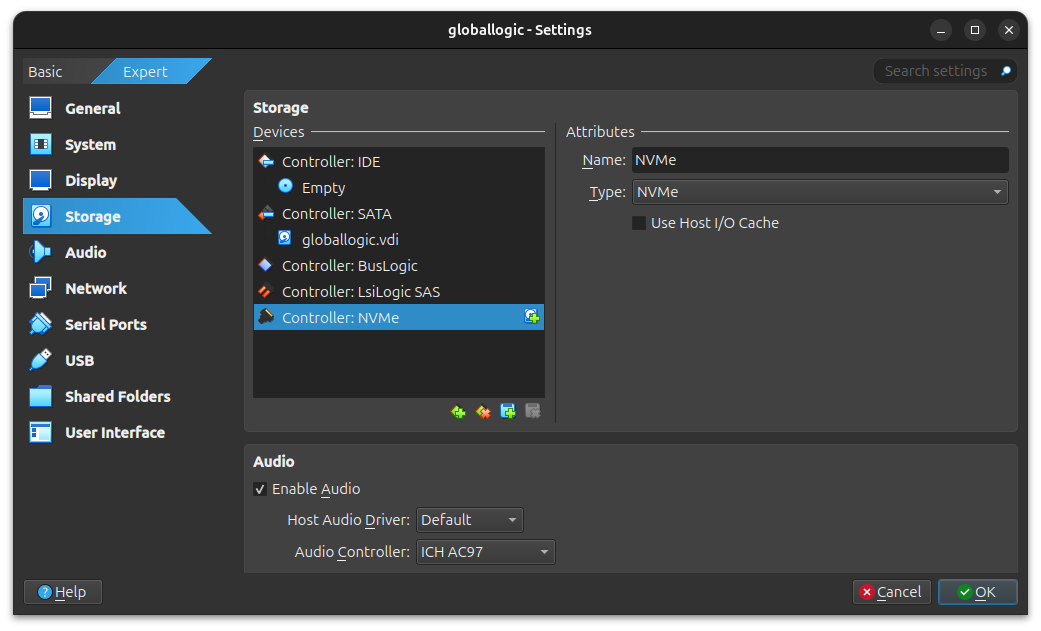 globallogic - Settings
Basic Expert Search settings
General
System
Display
Storage
Audio
Network
Serial Ports
USB
Shared Folders
User Interface
Storage
Devices
Controller: IDE
Empty
Controller: SATA
globallogic.vdi
Controller: BusLogic
Controller: LsiLogic SAS
Controller: NVMe
Attributes
Name: NVMe
Type: NVMe
Use Host I/O Cache
Audio
Enable Audio
Host Audio Driver: Default
Audio Controller: ICH AC97
Help Cancel OK